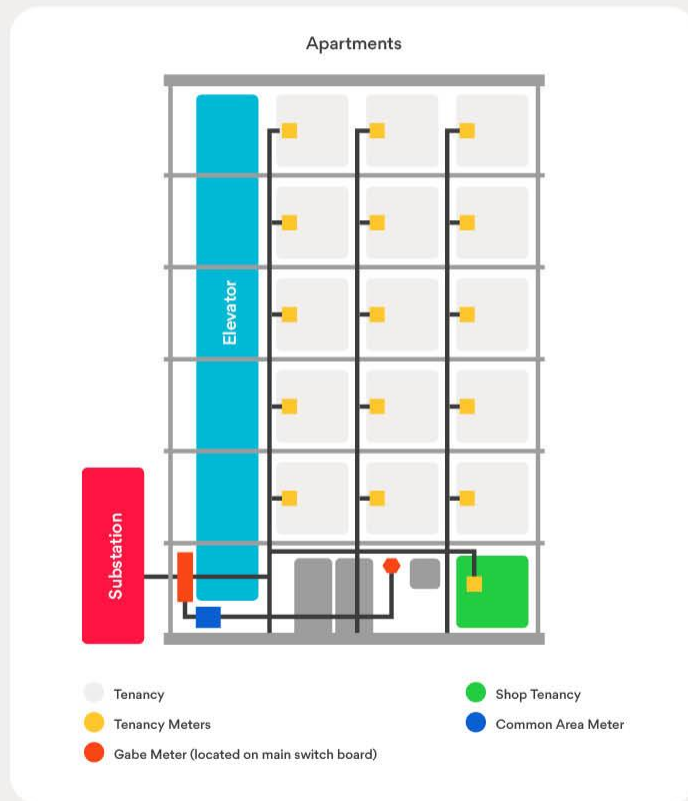 Apartments
Elevator
Substation
Tenancy
Shop Tenancy
Tenancy Meters
Common Area Meter
Gabe Meter (located on main switch board)